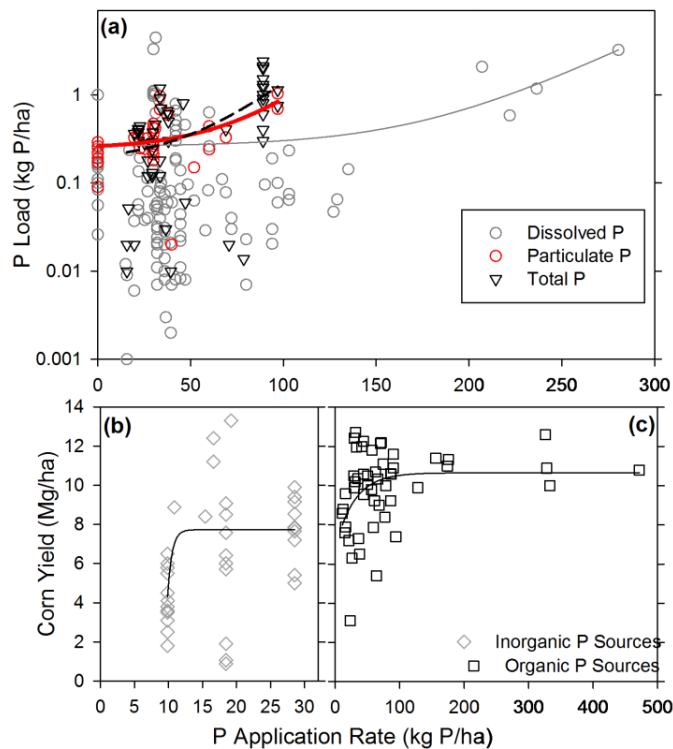 (a)
P Load (kg P/ha)
1
0.1
0.01
0.001
Dissolved P
Particulate P
Total P
0 50 100 150 200 250 300
(b)
Corn Yield (Mg/ha)
14
12
10
8
6
4
2
0
0 5 10 15 20 25 30
(c)
Inorganic P Sources
Organic P Sources
0 100 200 300 400 500
P Application Rate (kg P/ha)